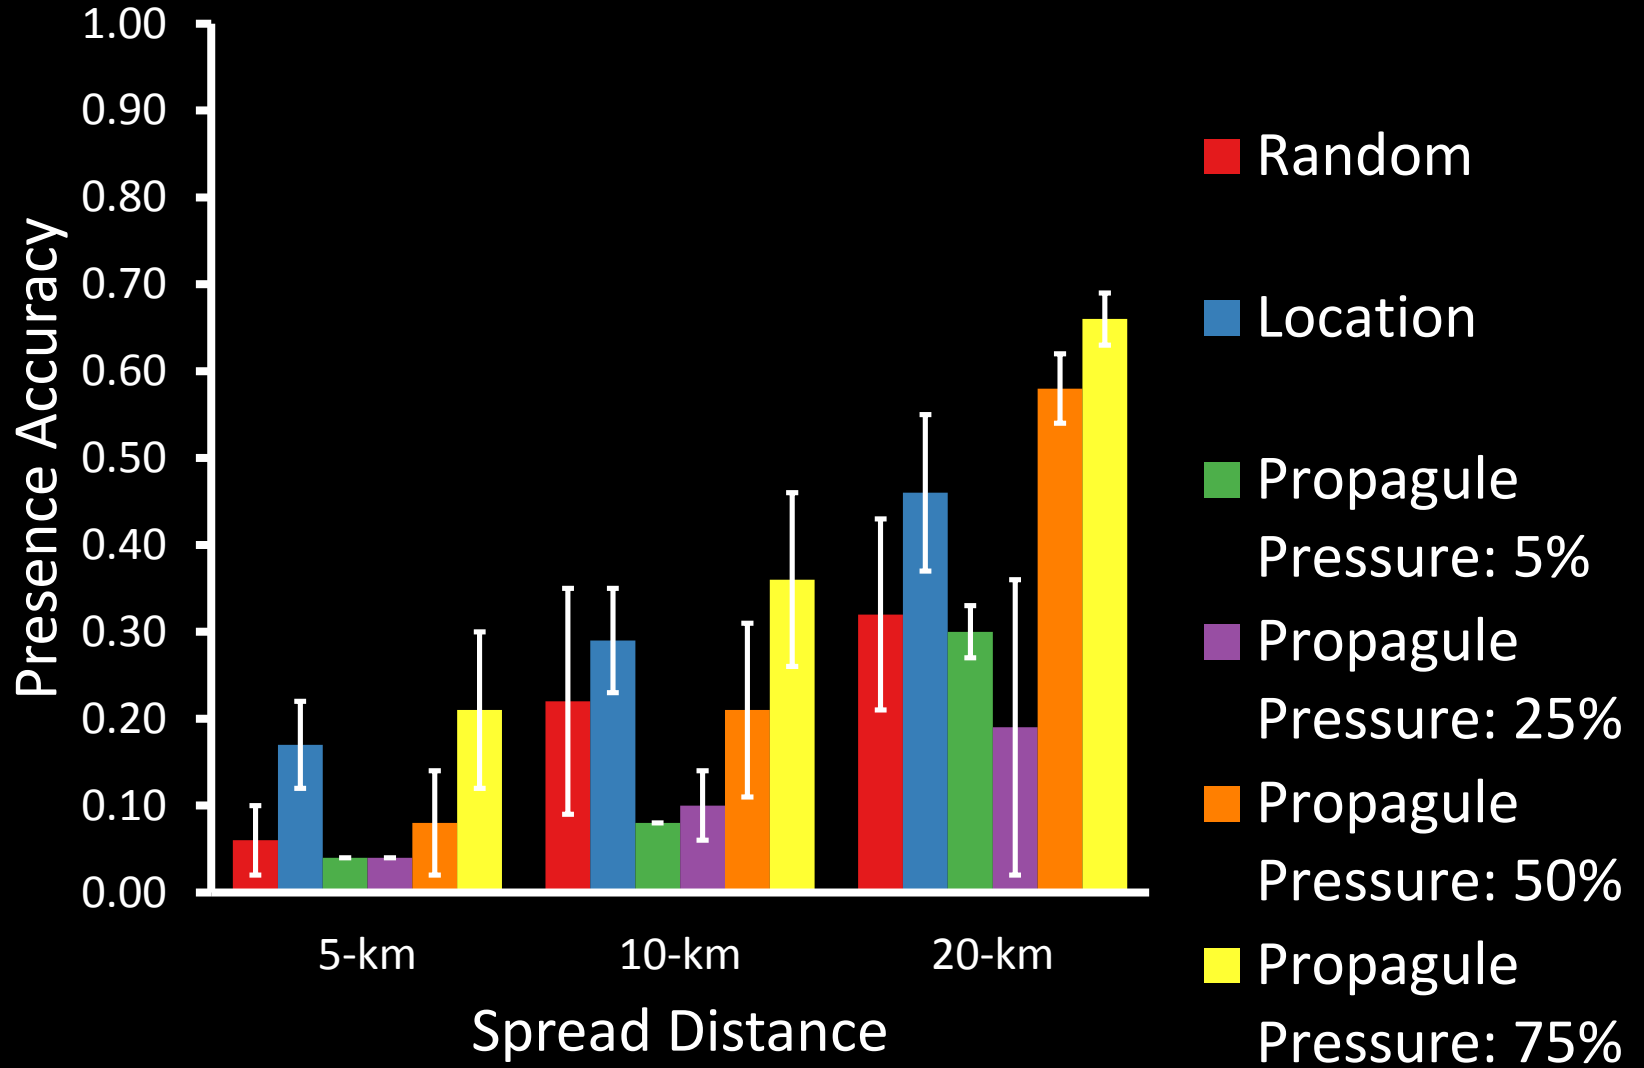 1.00
0.90
0.80
0.70
0.60
0.50
0.40
0.30
0.20
0.10
0.00
Presence Accuracy
5-km
10-km
20-km
Spread Distance
Random
Location
Propagule
Pressure: 5%
Propagule
Pressure: 25%
Propagule
Pressure: 50%
Propagule
Pressure: 75%